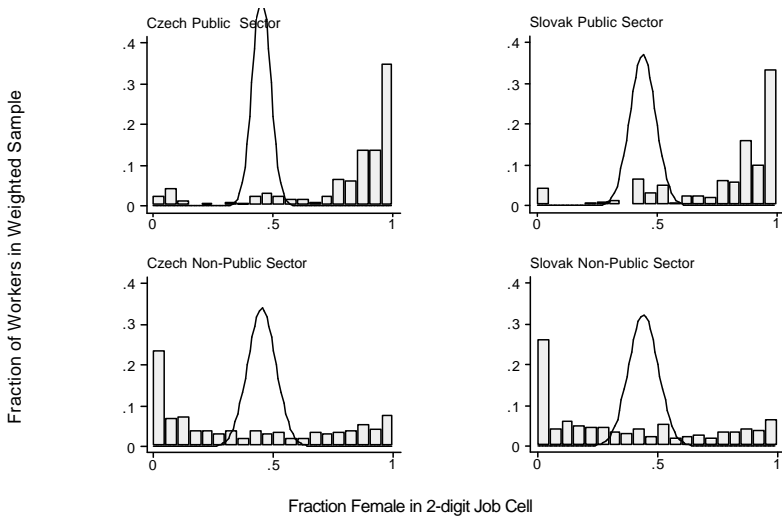 Fraction of Workers in Weighted Sample
Czech Public Sector
.4
.3
.2
.1
0
0 .5 1
Slovak Public Sector
.4
.3
.2
.1
0
0 .5 1
Czech Non-Public Sector
.4
.3
.2
.1
0
0 .5 1
Slovak Non-Public Sector
.4
.3
.2
.1
0
0 .5 1
Fraction Female in 2-digit Job Cell